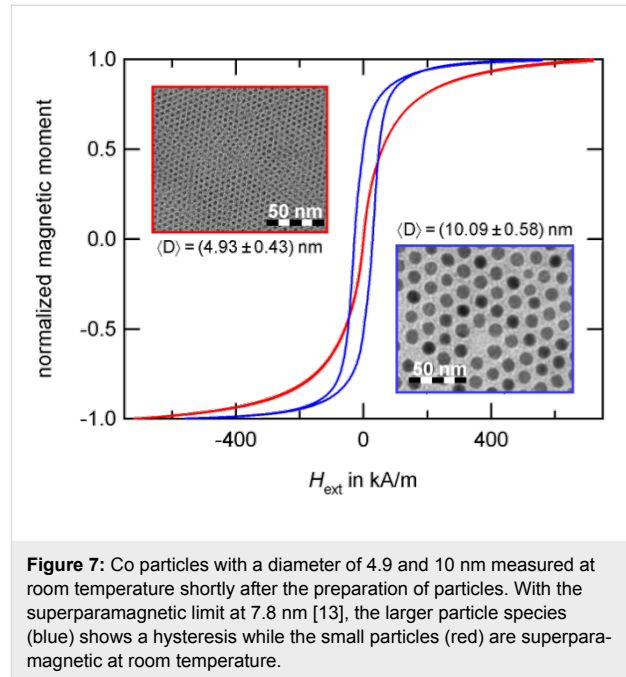 1.0
0.5
0.0
-0.5
-1.0
normalized magnetic moment
50 nm
⟨D⟩ = (4.93 ± 0.43) nm
⟨D⟩ = (10.09 ± 0.58) nm
50 nm
-400
0
400
H_ext in kA/m
Figure 7: Co particles with a diameter of 4.9 and 10 nm measured at
room temperature shortly after the preparation of particles. With the
superparamagnetic limit at 7.8 nm [13], the larger particle species
(blue) shows a hysteresis while the small particles (red) are superpara-
magnetic at room temperature.